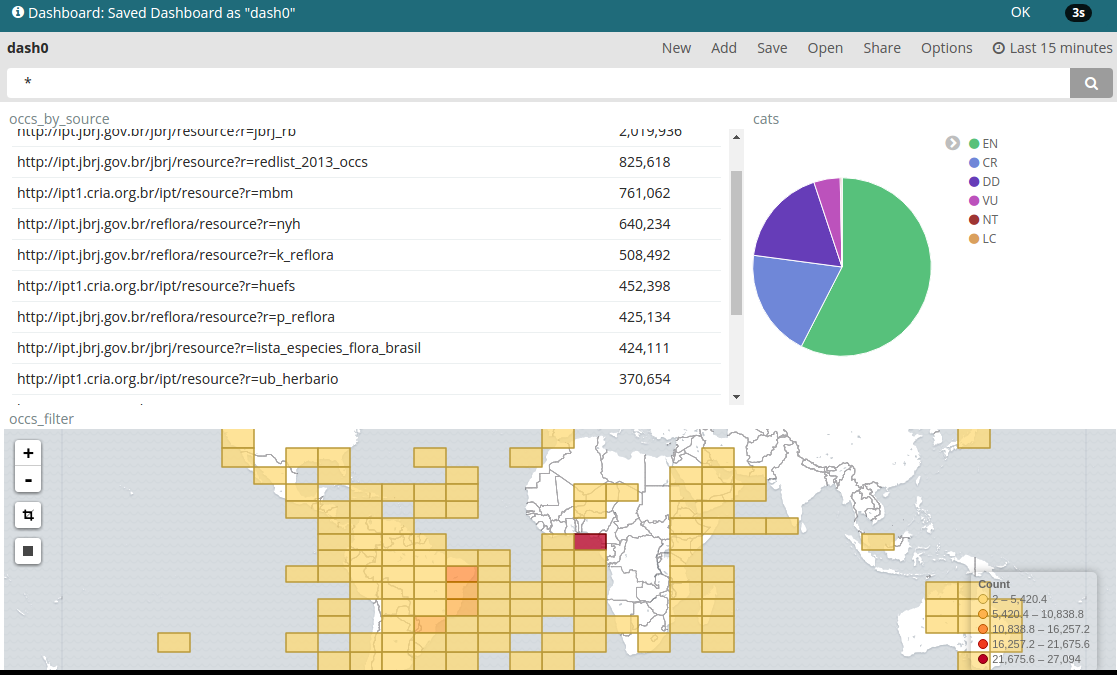 Dashboard: Saved Dashboard as "dash0" OK 3s
dash0 New Add Save Open Share Options Last 15 minutes
*
occs_by_source
http://ipt.jbrj.gov.br/jbrj/resource?r=jbrj_rb 2,019,936
http://ipt.jbrj.gov.br/jbrj/resource?r=redlist_2013_occs 825,618
http://ipt1.cria.org.br/ipt/resource?r=mbm 761,062
http://ipt.jbrj.gov.br/reflora/resource?r=nyh 640,234
http://ipt.jbrj.gov.br/reflora/resource?r=k_reflora 508,492
http://ipt1.cria.org.br/ipt/resource?r=huefs 452,398
http://ipt.jbrj.gov.br/reflora/resource?r=p_reflora 425,134
http://ipt.jbrj.gov.br/jbrj/resource?r=lista_especies_flora_brasil 424,111
http://ipt1.cria.org.br/ipt/resource?r=ub_herbario 370,654
cats
EN
CR
DD
VU
NT
LC
occs_filter
+
-
Count
2 – 5,420.4
5,420.4 – 10,838.8
10,838.8 – 16,257.2
16,257.2 – 21,675.6
21,675.6 – 27,094